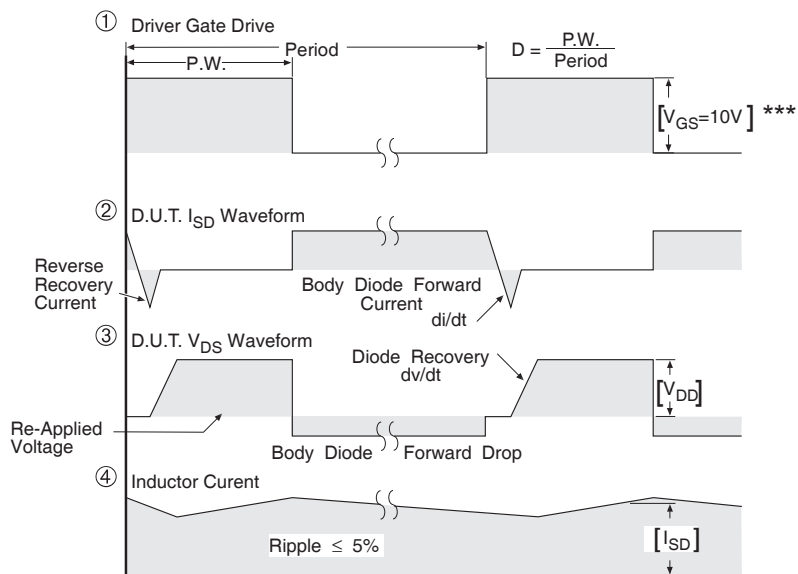 ① Driver Gate Drive
Period
P.W.
D = P.W. / Period
[VGS=10V] ***
② D.U.T. ISD Waveform
Reverse
Recovery
Current
Body Diode Forward
Current
di/dt
③ D.U.T. VDS Waveform
Diode Recovery
dv/dt
[VDD]
Re-Applied
Voltage
Body Diode Forward Drop
④ Inductor Curent
Ripple ≤ 5%
[ISD]